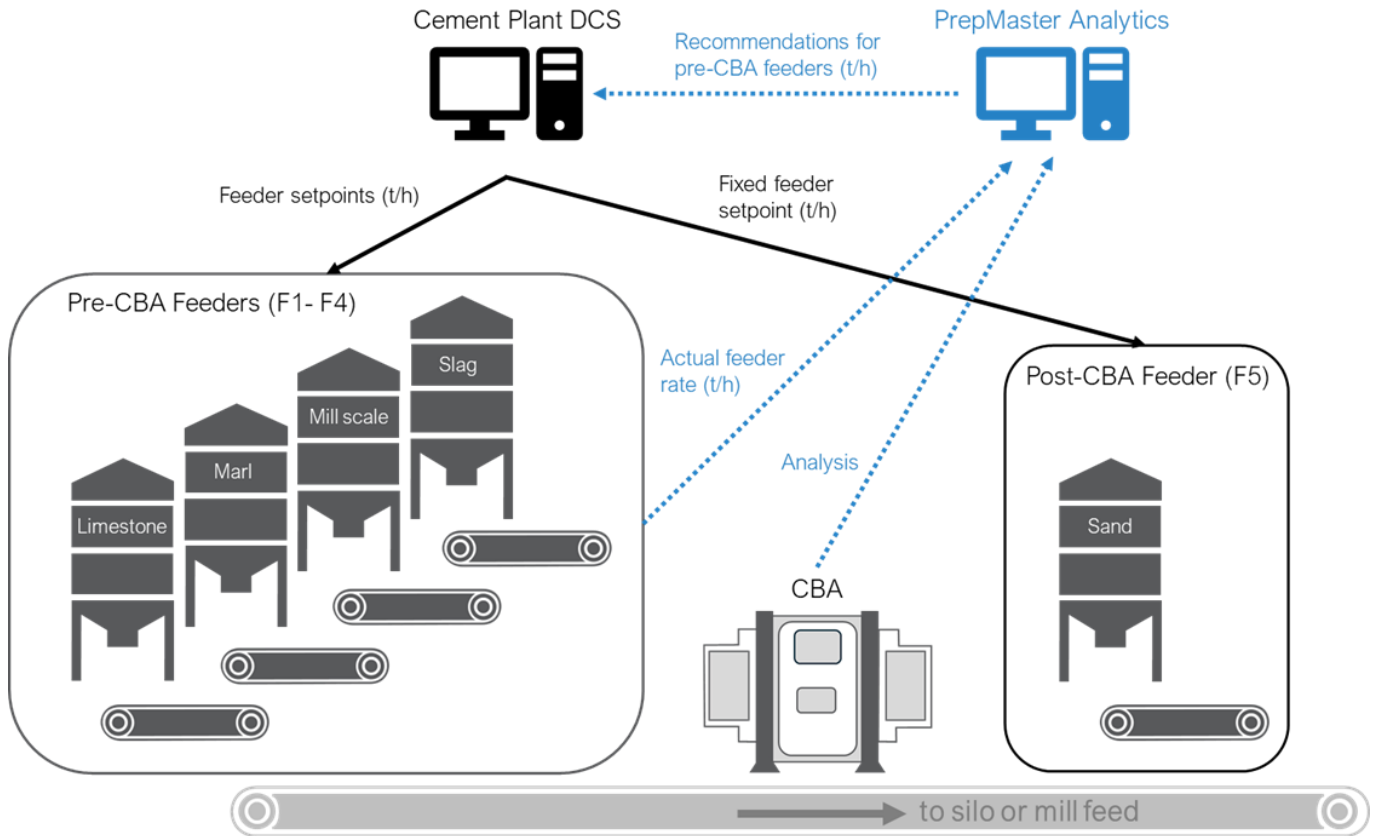 Cement Plant DCS
PrepMaster Analytics
Recommendations for
pre-CBA feeders (t/h)
Feeder setpoints (t/h)
Fixed feeder
setpoint (t/h)
Pre-CBA Feeders (F1- F4)
Slag
Mill scale
Marl
Limestone
Actual feeder
rate (t/h)
Analysis
CBA
Post-CBA Feeder (F5)
Sand
to silo or mill feed